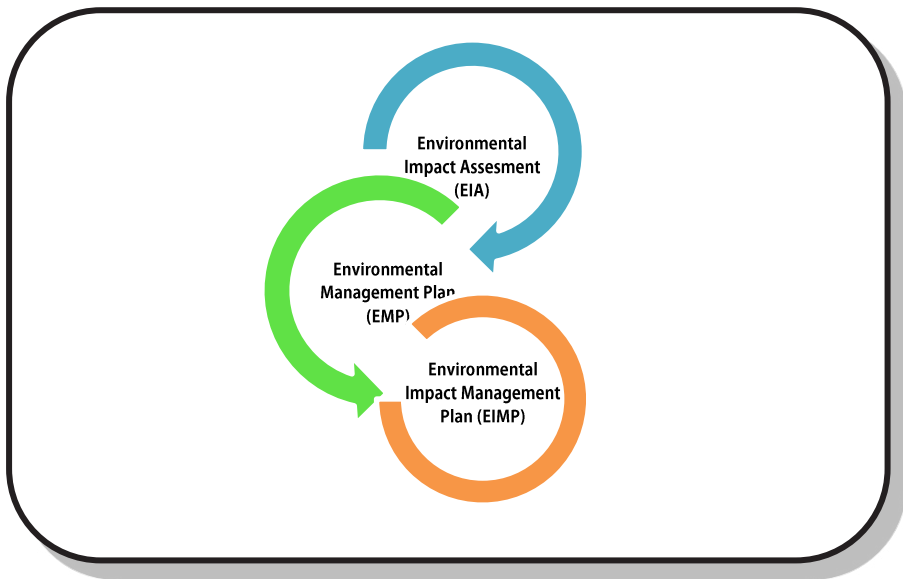 Environmental
Impact Assesment
(EIA)
Environmental
Management Plan
(EMP)
Environmental
Impact Management
Plan (EIMP)